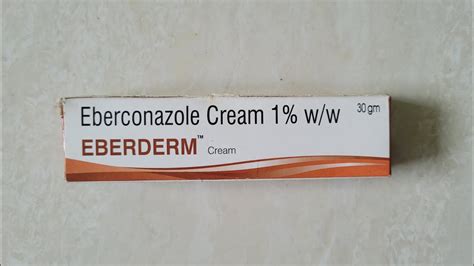 Eberconazole Cream 1% w/w 30 gm
EBERDERM™ Cream